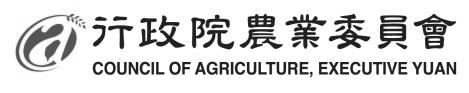 行政院農業委員會
COUNCIL OF AGRICULTURE, EXECUTIVE YUAN